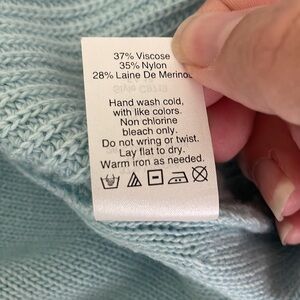 37% Viscose
35% Nylon
28% Laine De Merinos
Hand wash cold,
with like colors.
Non chlorine
bleach only.
Do not wring or twist.
Lay flat to dry.
Warm iron as needed.